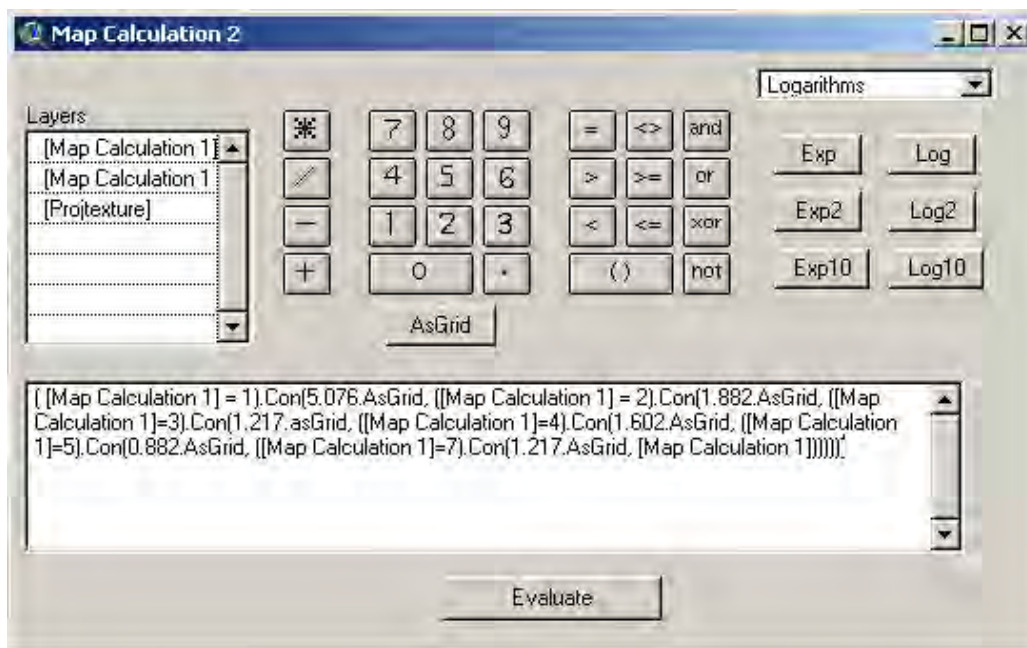 Map Calculation 2
Logarithms
Layers
[Map Calculation 1]
[Map Calculation 1
[Projtexture]
* 7 8 9 = <> and
/ 4 5 6 > >= or
- 1 2 3 < <= xor
+ 0 . ( ) not
AsGrid
Exp Log
Exp2 Log2
Exp10 Log10
( [Map Calculation 1] = 1).Con(5.076.AsGrid, ([Map Calculation 1] = 2).Con(1.882.AsGrid, ([Map
Calculation 1]=3).Con(1.217.asGrid, ([Map Calculation 1]=4).Con(1.602.AsGrid, ([Map Calculation
1]=5).Con(0.882.AsGrid, ([Map Calculation 1]=7).Con(1.217.AsGrid, [Map Calculation 1]))))))
Evaluate